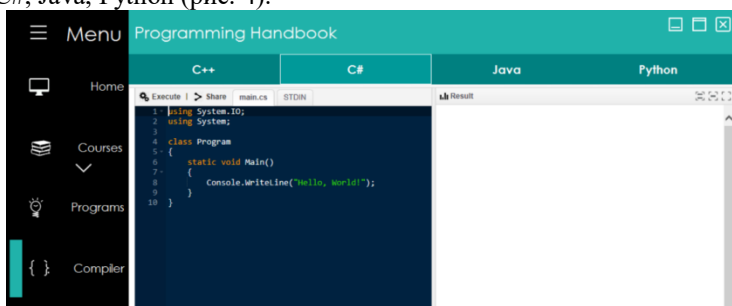 C#, Java, Python (рис. 4).
Menu
Programming Handbook
C++
C#
Java
Python
Home
Courses
Programs
{ } Compiler
Execute | > Share main.cs STDIN
Result
1 using System.IO;
2 using System;
3
4 class Program
5 {
6 static void Main()
7 {
8 Console.WriteLine("Hello, World!");
9 }
10 }